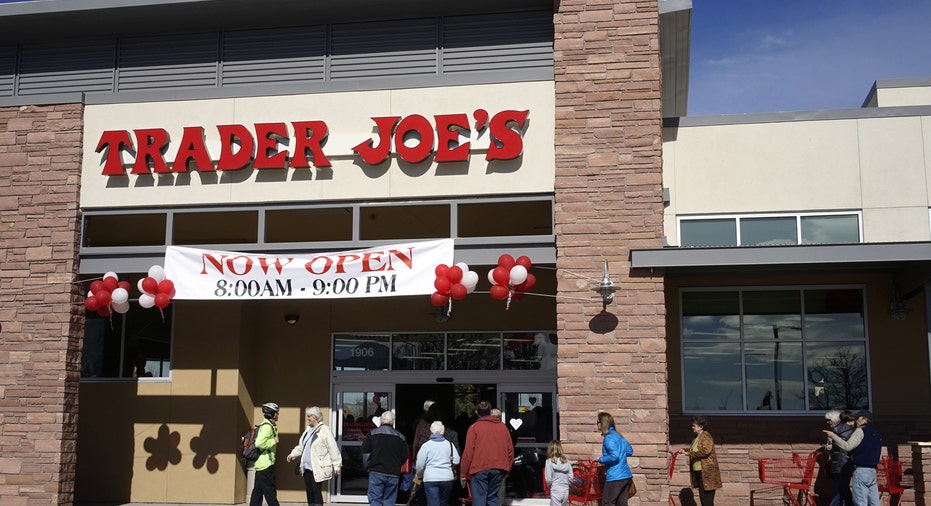 TRADER JOE'S
NOW OPEN
8:00AM - 9:00 PM
1906